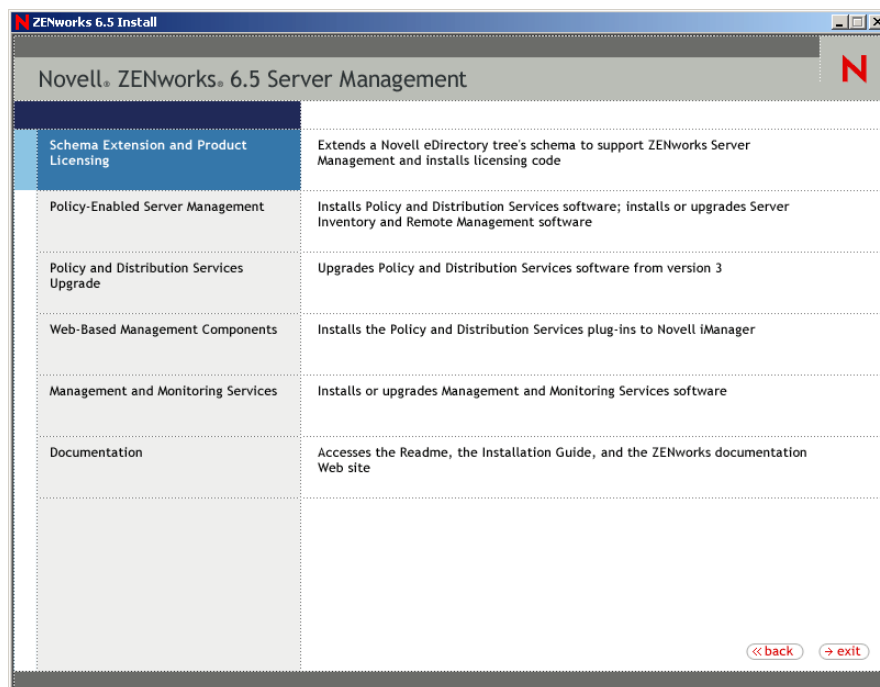 ZENworks 6.5 Install
Novell® ZENworks® 6.5 Server Management
N
Schema Extension and Product
Licensing
Extends a Novell eDirectory tree's schema to support ZENworks Server
Management and installs licensing code
Policy-Enabled Server Management
Installs Policy and Distribution Services software; installs or upgrades Server
Inventory and Remote Management software
Policy and Distribution Services
Upgrade
Upgrades Policy and Distribution Services software from version 3
Web-Based Management Components
Installs the Policy and Distribution Services plug-ins to Novell iManager
Management and Monitoring Services
Installs or upgrades Management and Monitoring Services software
Documentation
Accesses the Readme, the Installation Guide, and the ZENworks documentation
Web site
« back
→ exit